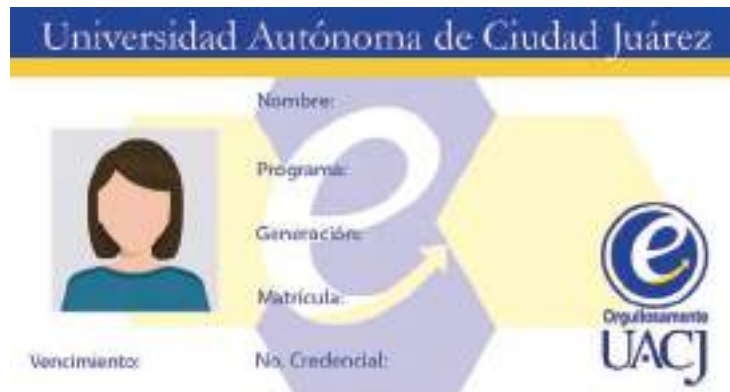 Universidad Autónoma de Ciudad Juárez
Nombre:
Programa:
Generación:
Matrícula:
Vencimiento:
No. Credencial:
e
Orgullosamente
UACJ